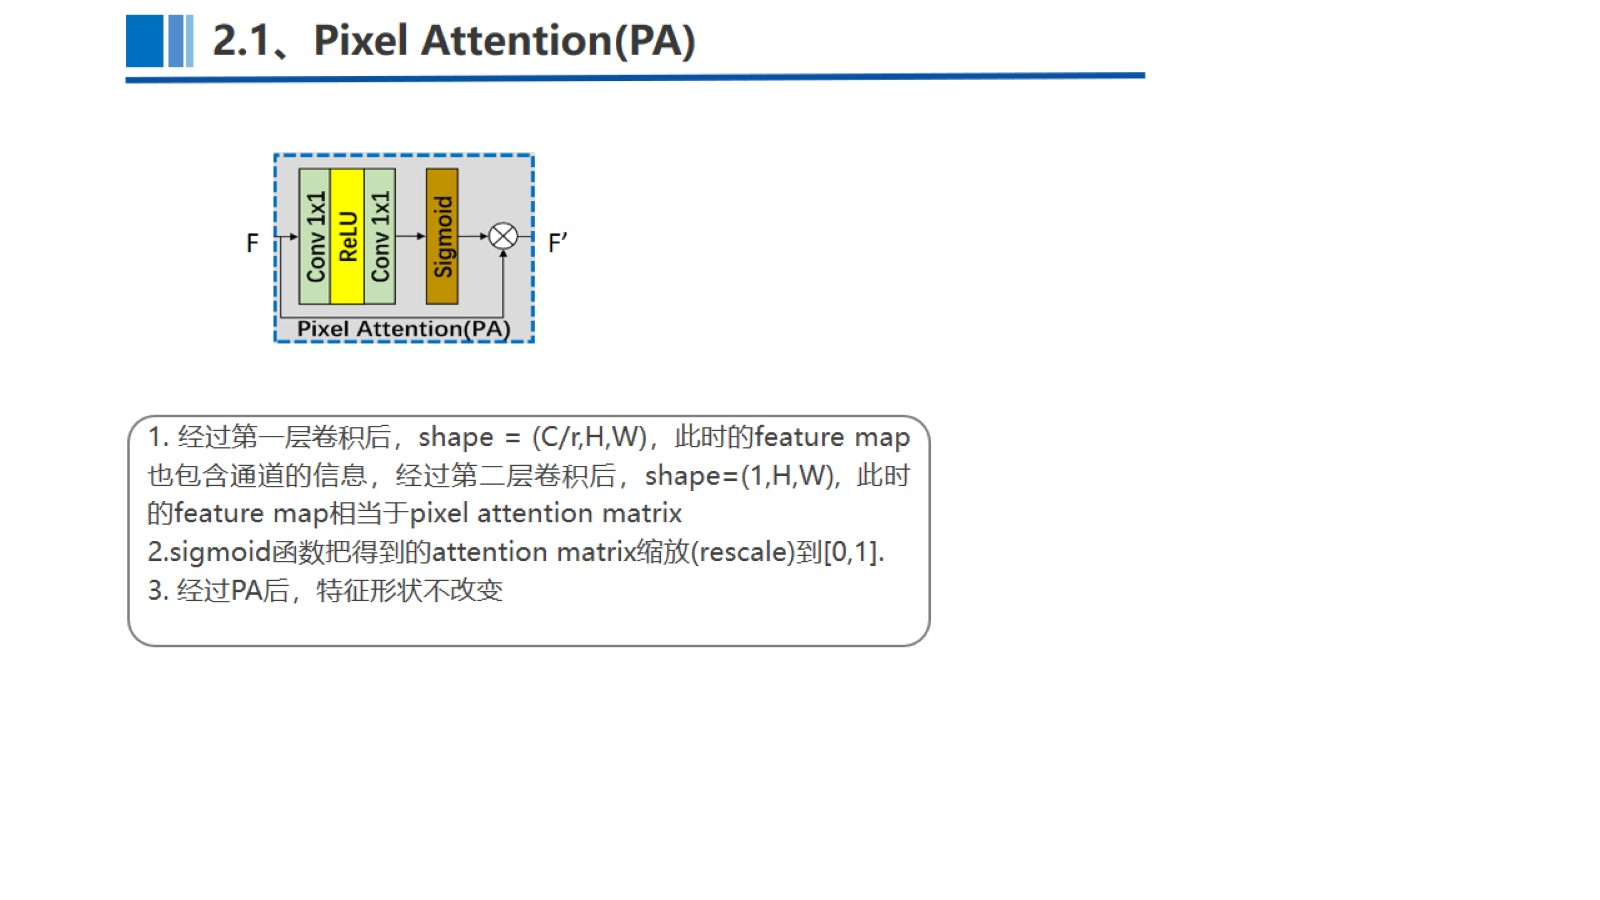 2.1、Pixel Attention(PA)
F
Conv 1x1
ReLU
Conv 1x1
Sigmoid
F’
Pixel Attention(PA)
1. 经过第一层卷积后，shape = (C/r,H,W)，此时的feature map
也包含通道的信息，经过第二层卷积后，shape=(1,H,W), 此时
的feature map相当于pixel attention matrix
2.sigmoid函数把得到的attention matrix缩放(rescale)到[0,1].
3. 经过PA后，特征形状不改变